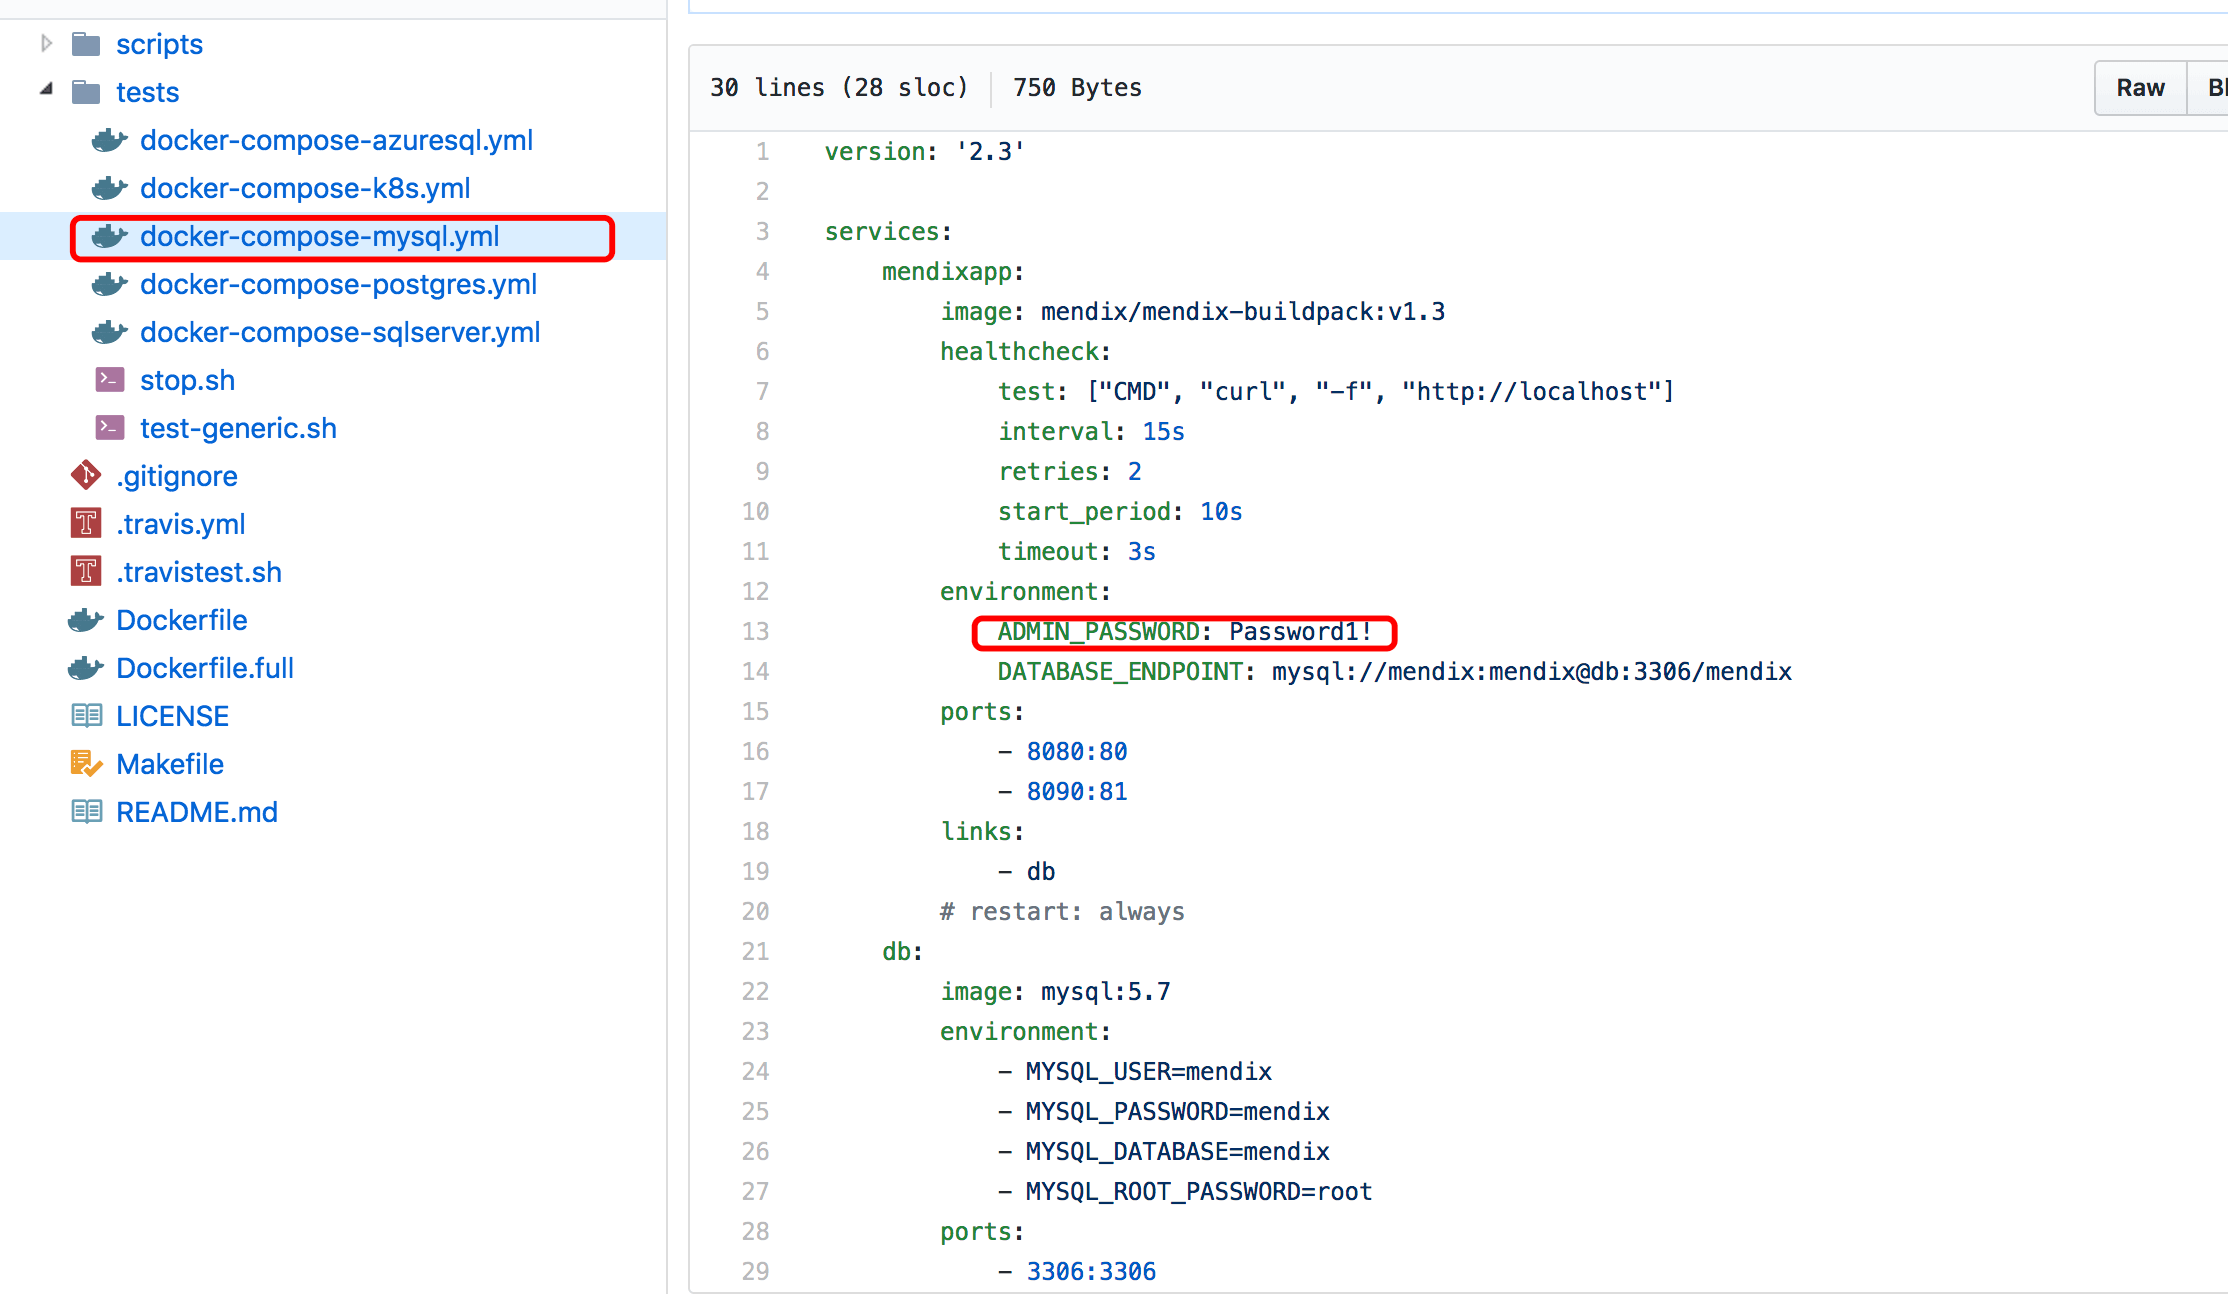 scripts
tests
docker-compose-azuresql.yml
docker-compose-k8s.yml
docker-compose-mysql.yml
docker-compose-postgres.yml
docker-compose-sqlserver.yml
stop.sh
test-generic.sh
.gitignore
.travis.yml
.travistest.sh
Dockerfile
Dockerfile.full
LICENSE
Makefile
README.md
30 lines (28 sloc) 750 Bytes
Raw
1 version: '2.3'
2
3 services:
4 mendixapp:
5 image: mendix/mendix-buildpack:v1.3
6 healthcheck:
7 test: ["CMD", "curl", "-f", "http://localhost"]
8 interval: 15s
9 retries: 2
10 start_period: 10s
11 timeout: 3s
12 environment:
13 ADMIN_PASSWORD: Password1!
14 DATABASE_ENDPOINT: mysql://mendix:mendix@db:3306/mendix
15 ports:
16 - 8080:80
17 - 8090:81
18 links:
19 - db
20 # restart: always
21 db:
22 image: mysql:5.7
23 environment:
24 - MYSQL_USER=mendix
25 - MYSQL_PASSWORD=mendix
26 - MYSQL_DATABASE=mendix
27 - MYSQL_ROOT_PASSWORD=root
28 ports:
29 - 3306:3306